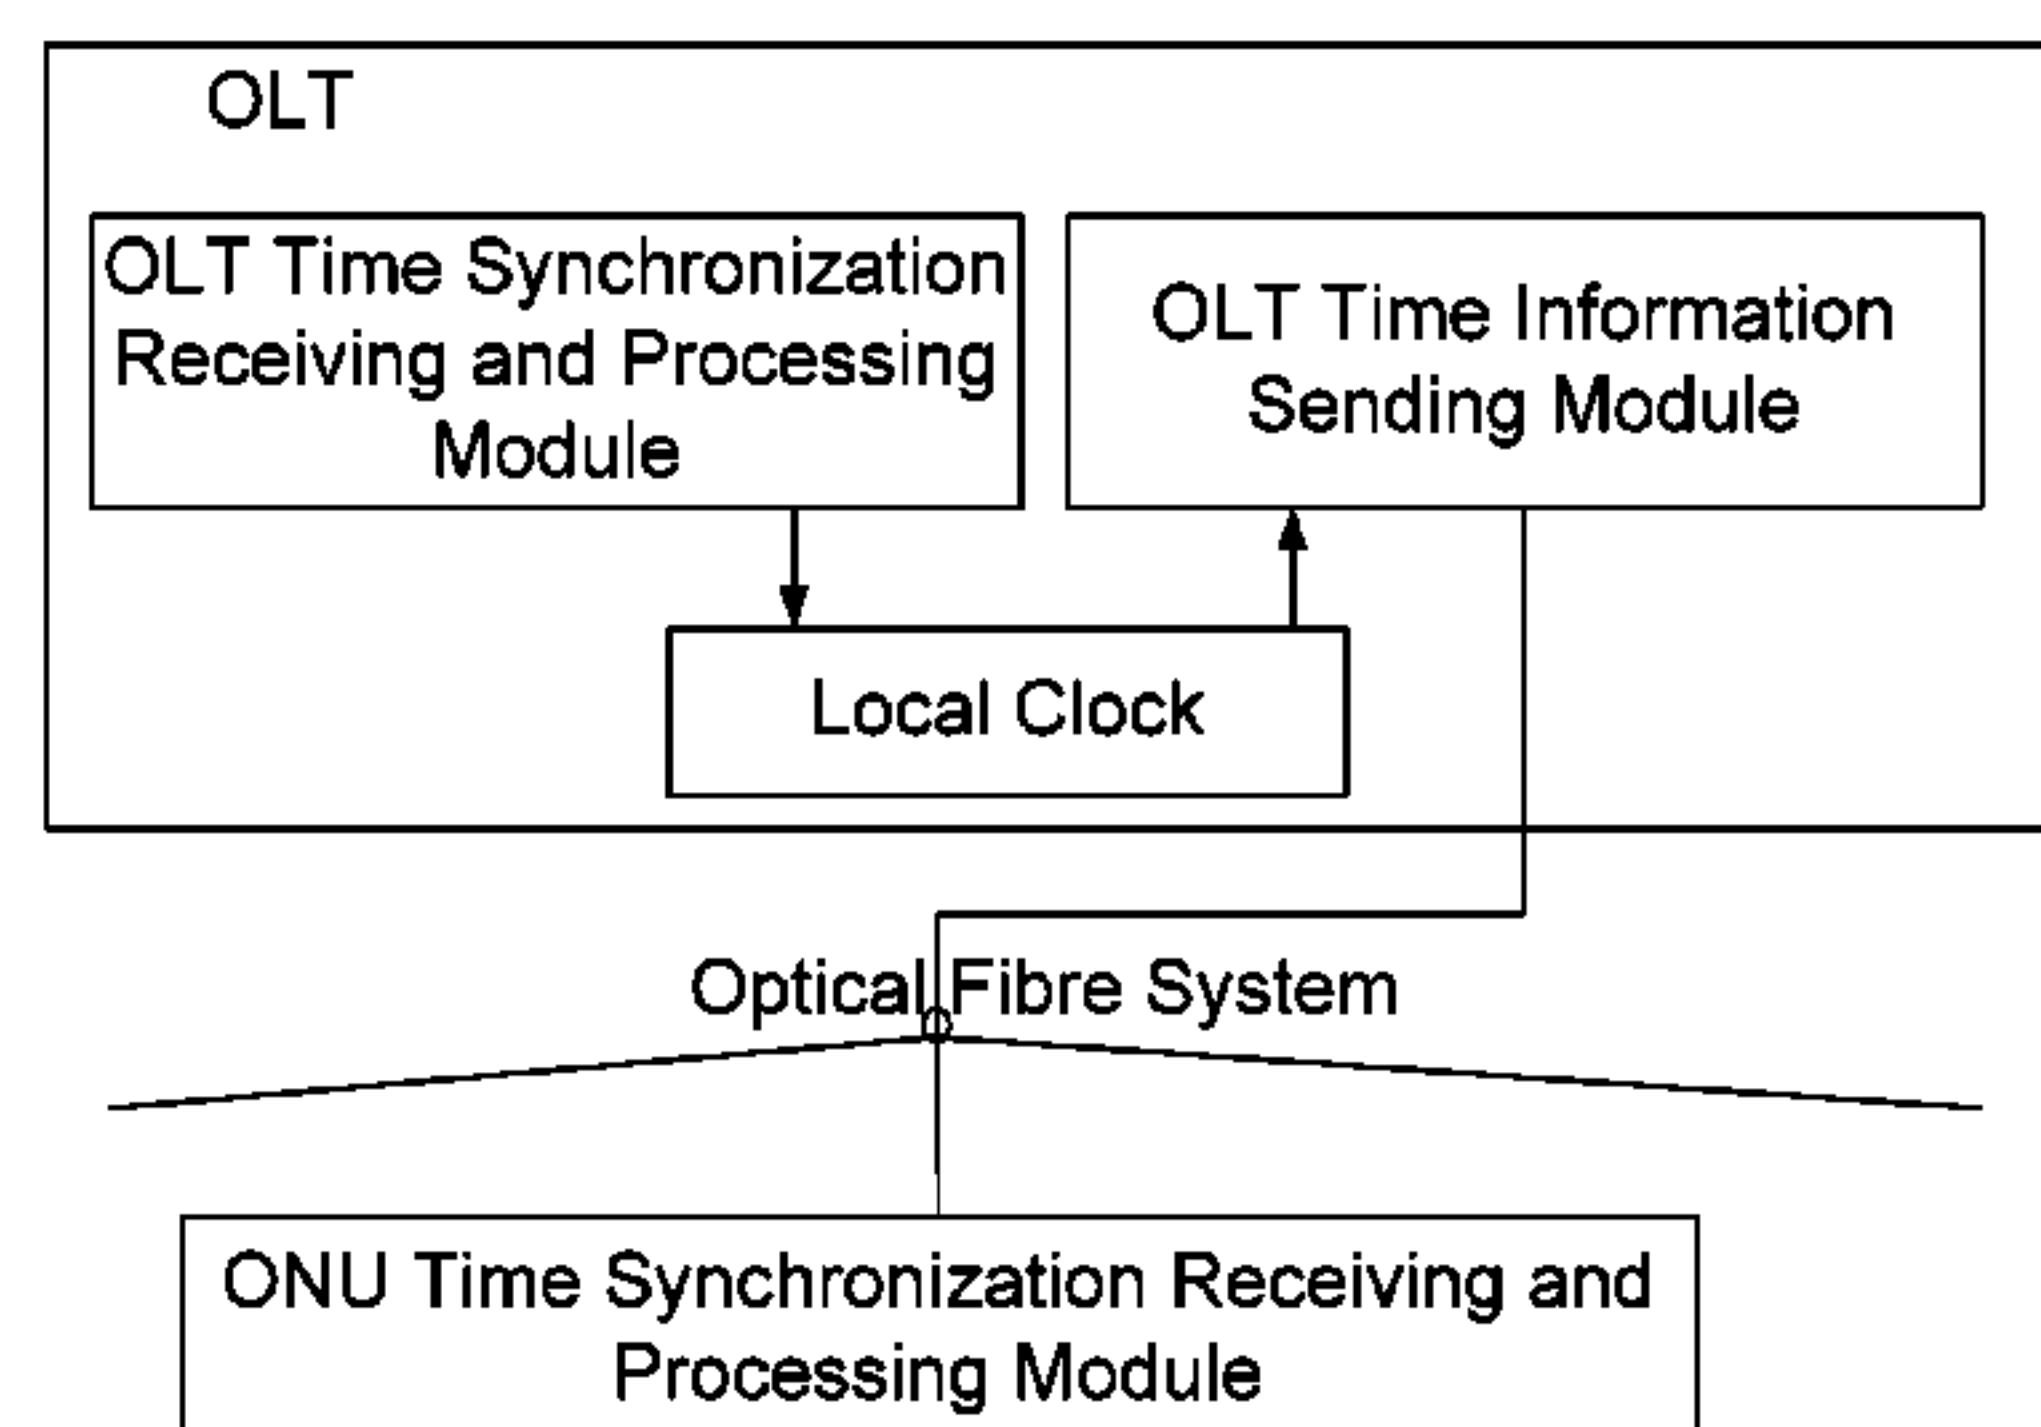 OLT
OLT Time Synchronization
Receiving and Processing
Module
OLT Time Information
Sending Module
Local Clock
Optical Fibre System
ONU Time Synchronization Receiving and
Processing Module